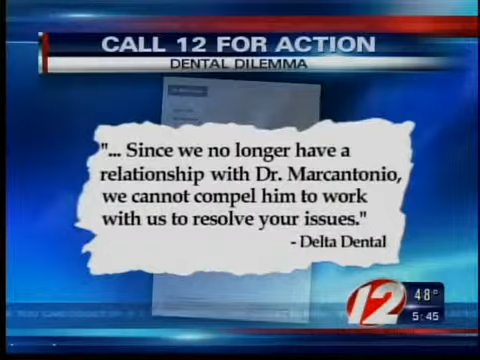 CALL 12 FOR ACTION
DENTAL DILEMMA
"... Since we no longer have a
relationship with Dr. Marcantonio,
we cannot compel him to work
with us to resolve your issues."
- Delta Dental
12
48°
5:45